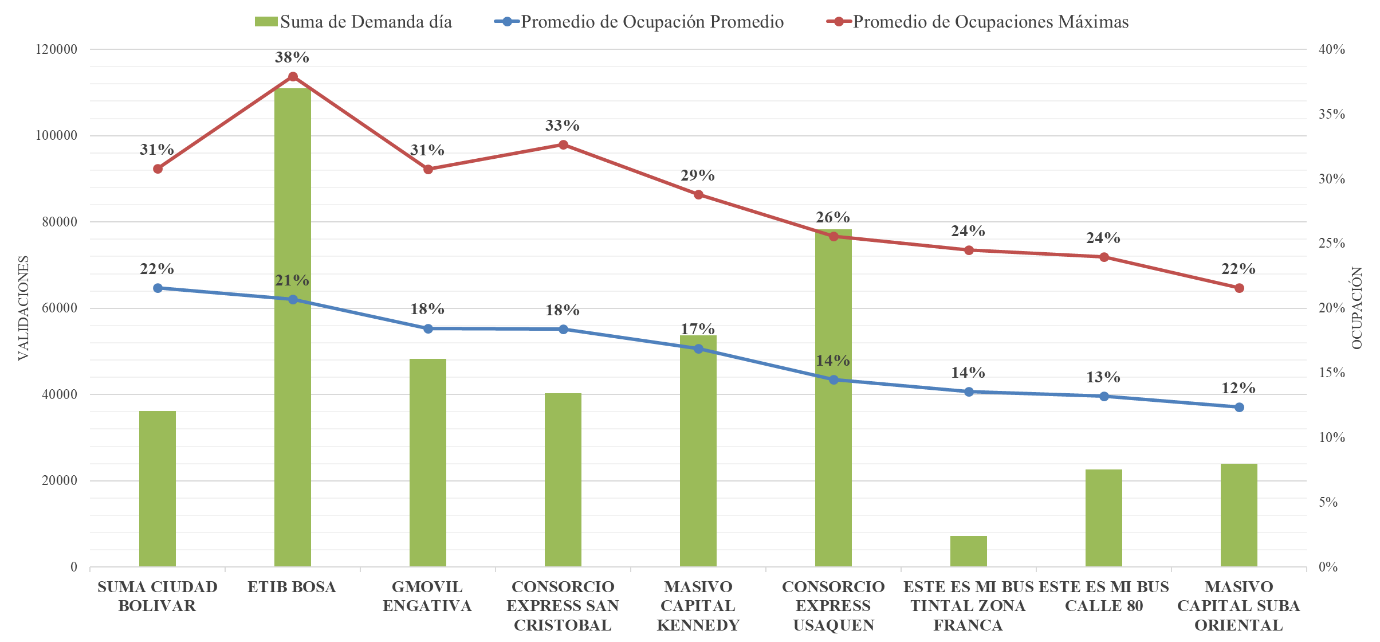 Suma de Demanda día
Promedio de Ocupación Promedio
Promedio de Ocupaciones Máximas
VALIDACIONES
120000
100000
80000
60000
40000
20000
0
31%
38%
31%
33%
29%
26%
24%
24%
22%
22%
21%
18%
18%
17%
14%
14%
13%
12%
40%
35%
30%
25%
20%
15%
10%
5%
0%
OCUPACIÓN
SUMA CIUDAD
BOLIVAR
ETIB BOSA
GMOVIL
ENGATIVA
CONSORCIO
EXPRESS SAN
CRISTOBAL
MASIVO
CAPITAL
KENNEDY
CONSORCIO
EXPRESS
USAQUEN
ESTE ES MI BUS
TINTAL ZONA
FRANCA
ESTE ES MI BUS
CALLE 80
MASIVO
CAPITAL SUBA
ORIENTAL